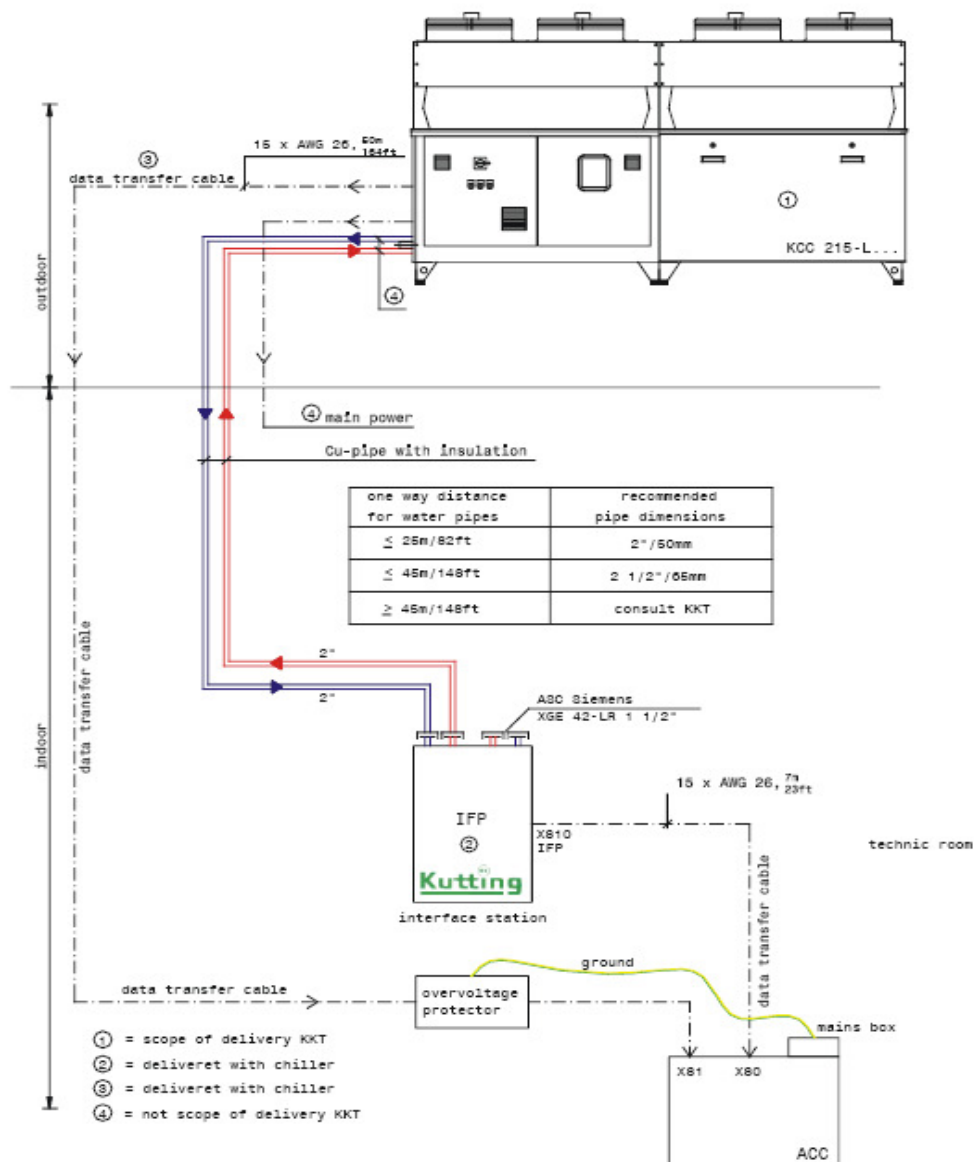 15 x AWG 26, 50m
164ft
③
data transfer cable
①
KCC 215-L...
④
outdoor
④ main power
Cu-pipe with insulation
one way distance
for water pipes
recommended
pipe dimensions
≤ 25m/82ft
2"/50mm
≤ 45m/148ft
2 1/2"/65mm
≥ 45m/148ft
consult KKT
data transfer cable
indoor
2"
2"
ASC Siemens
XGE 42-LR 1 1/2"
15 x AWG 26, 7m
23ft
IFP
②
X810
IFP
Kutting
interface station
technic room
data transfer cable
ground
data transfer cable
overvoltage
protector
mains box
① = scope of delivery KKT
② = deliveret with chiller
③ = deliveret with chiller
④ = not scope of delivery KKT
X81
X80
ACC